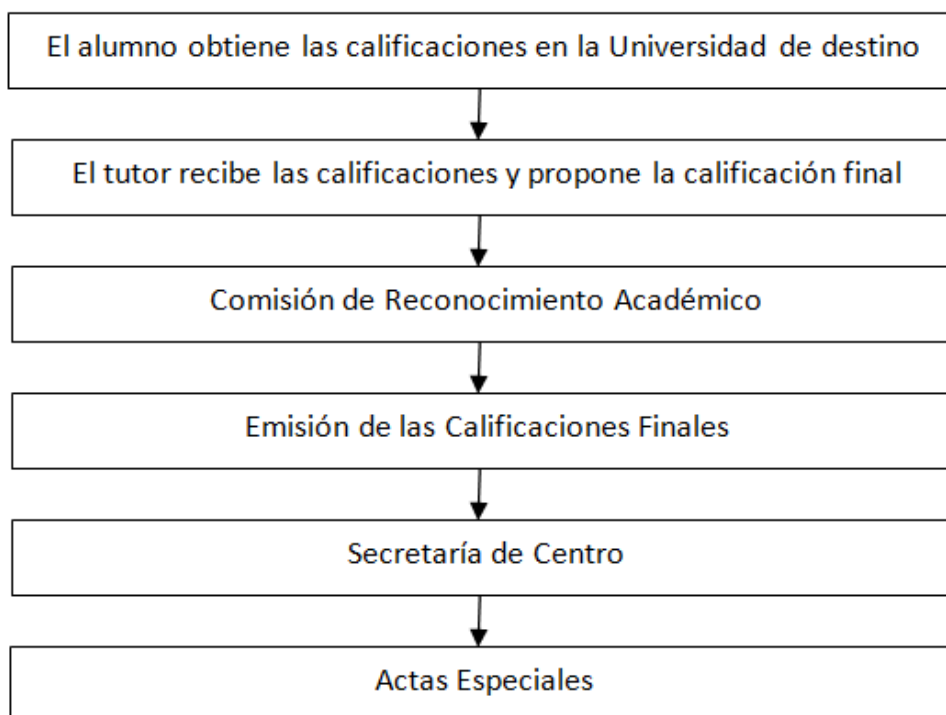 El alumno obtiene las calificaciones en la Universidad de destino
El tutor recibe las calificaciones y propone la calificación final
Comisión de Reconocimiento Académico
Emisión de las Calificaciones Finales
Secretaría de Centro
Actas Especiales